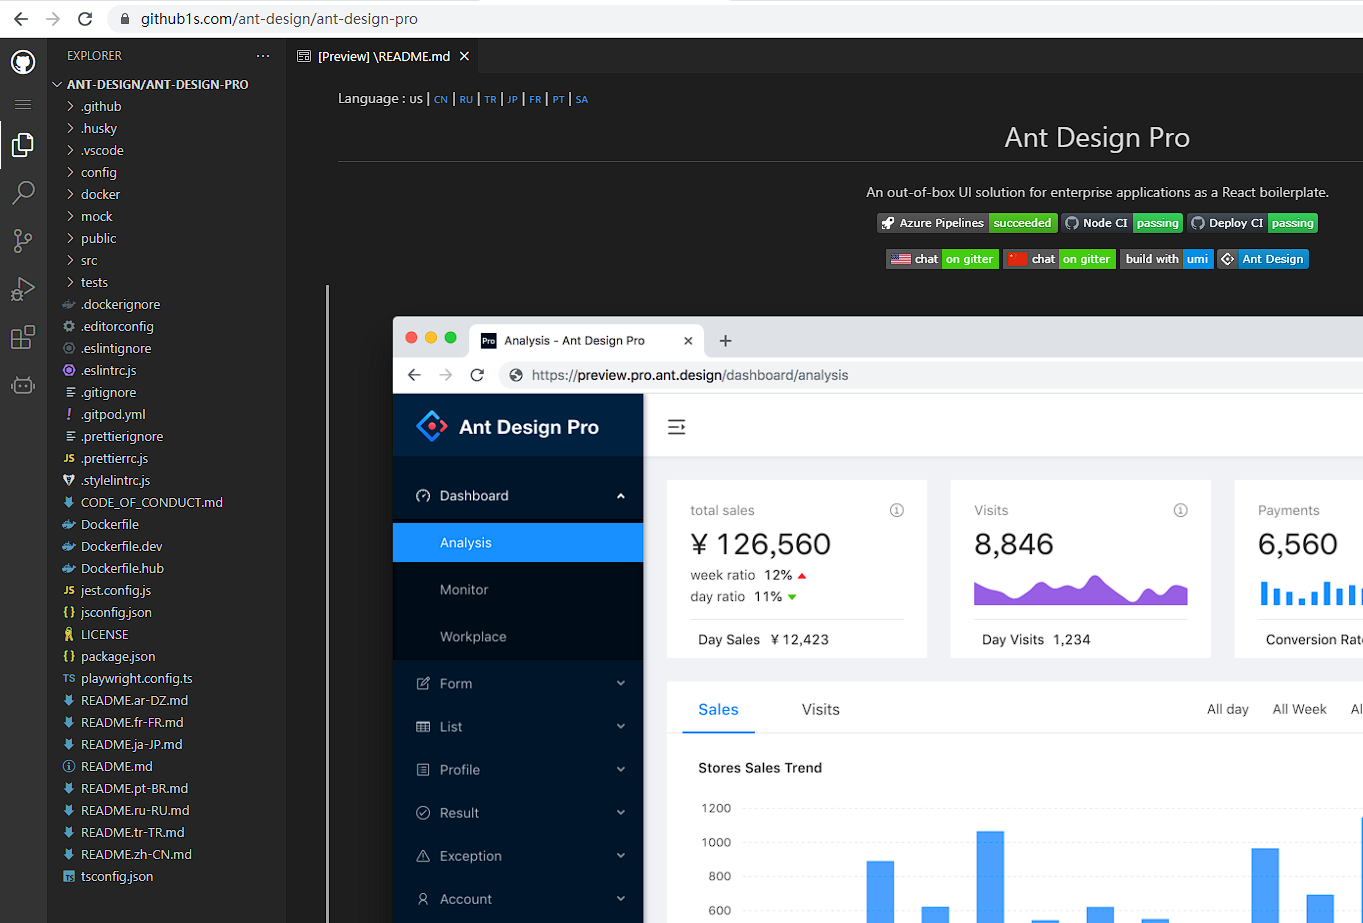 github1s.com/ant-design/ant-design-pro
EXPLORER
[Preview] \README.md
ANT-DESIGN/ANT-DESIGN-PRO
.github
.husky
.vscode
config
docker
mock
public
src
tests
.dockerignore
.editorconfig
.eslintignore
.eslintrc.js
.gitignore
.gitpod.yml
.prettierignore
.prettierrc.js
.stylelintrc.js
CODE_OF_CONDUCT.md
Dockerfile
Dockerfile.dev
Dockerfile.hub
jest.config.js
jsconfig.json
LICENSE
package.json
playwright.config.ts
README.ar-DZ.md
README.fr-FR.md
README.ja-JP.md
README.md
README.pt-BR.md
README.ru-RU.md
README.tr-TR.md
README.zh-CN.md
tsconfig.json
Language : US | CN | RU | TR | JP | FR | PT | SA
Ant Design Pro
An out-of-box UI solution for enterprise applications as a React boilerplate.
Azure Pipelines succeeded Node CI passing Deploy CI passing
chat on gitter chat on gitter build with umi Ant Design
Pro Analysis - Ant Design Pro
https://preview.pro.ant.design/dashboard/analysis
Ant Design Pro
Dashboard
Analysis
Monitor
Workplace
Form
List
Profile
Result
Exception
Account
total sales
¥ 126,560
week ratio 12%
day ratio 11%
Day Sales ¥ 12,423
Visits
8,846
Day Visits 1,234
Payments
6,560
Conversion Rate
Sales Visits All day All Week Al
Stores Sales Trend
1200
1000
800
600